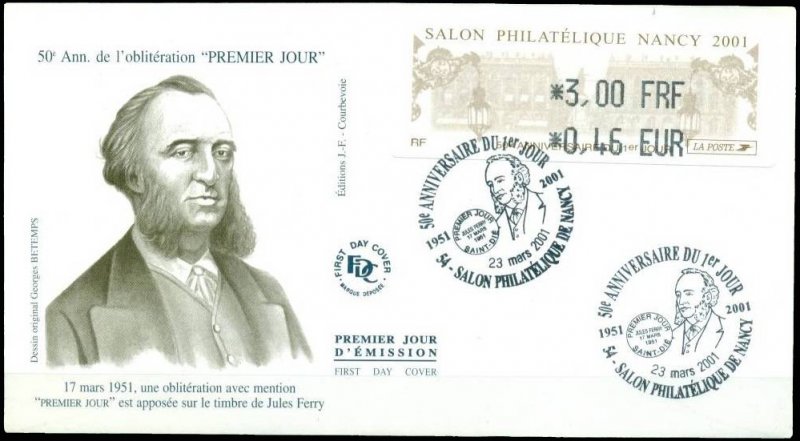 50e Ann. de l'oblitération "PREMIER JOUR"
Dessin original Georges BETEMPS
Éditions J.-F. - Courbevoie
FIRST DAY COVER
FDC
MARQUE DÉPOSÉE
PREMIER JOUR
D'ÉMISSION
FIRST DAY COVER
17 mars 1951, une oblitération avec mention
"PREMIER JOUR" est apposée sur le timbre de Jules Ferry
SALON PHILATÉLIQUE NANCY 2001
*3,00 FRF
*0,46 EUR
RF
50e ANNIVERSAIRE DU 1er JOUR
LA POSTE
50e ANNIVERSAIRE DU 1er JOUR
1951
2001
PREMIER JOUR
JULES FERRY
17 MARS
1951
SAINT-DIÉ
23 mars 2001
54 - SALON PHILATÉLIQUE DE NANCY
50e ANNIVERSAIRE DU 1er JOUR
1951
2001
PREMIER JOUR
JULES FERRY
17 MARS
1951
SAINT-DIÉ
23 mars 2001
54 - SALON PHILATÉLIQUE DE NANCY